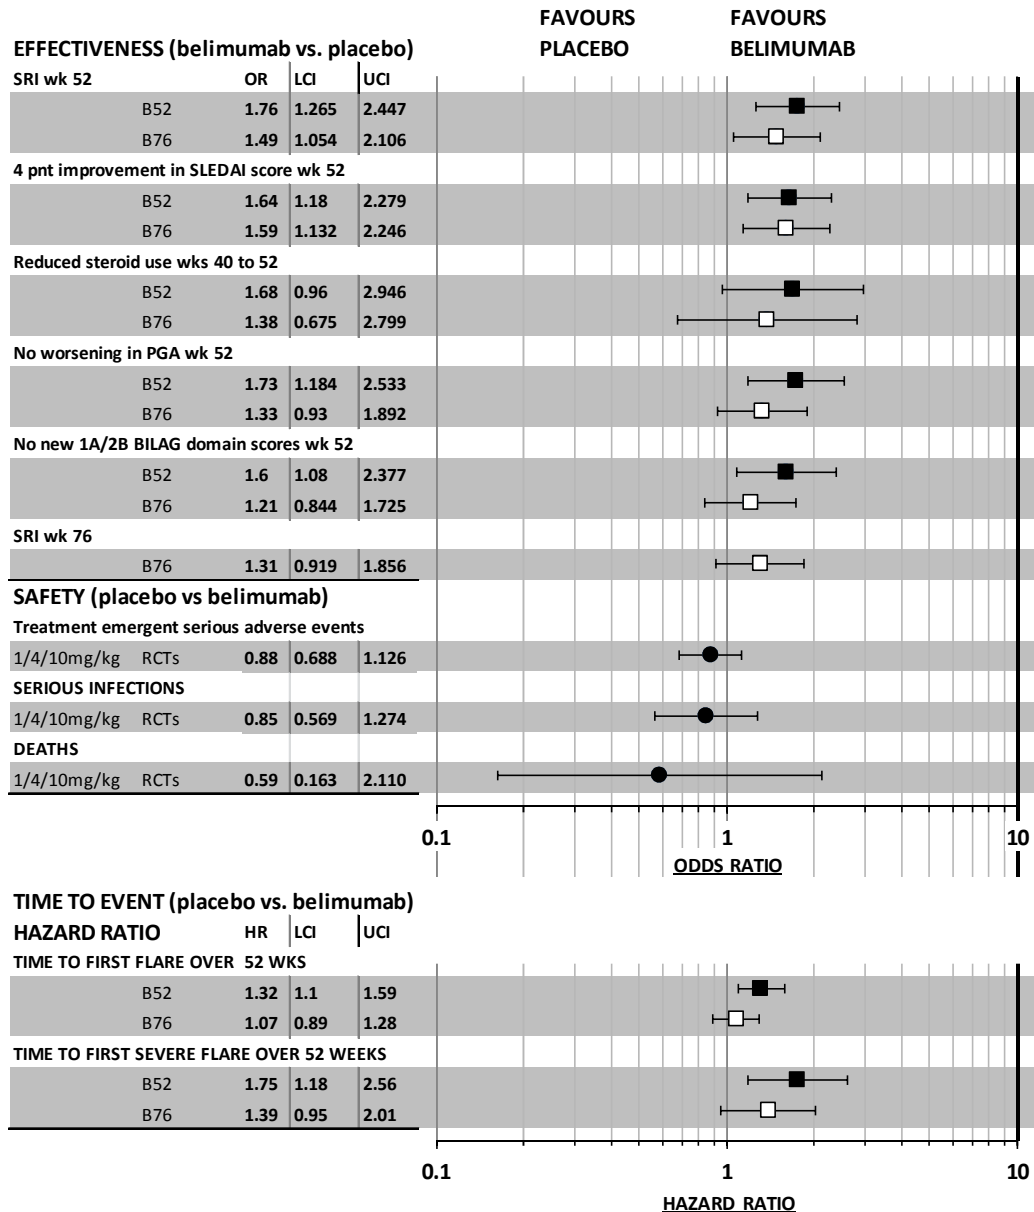 FAVOURS FAVOURS
EFFECTIVENESS (belimumab vs. placebo) PLACEBO BELIMUMAB
SRI wk 52 OR LCI UCI
B52 1.76 1.265 2.447
B76 1.49 1.054 2.106
4 pnt improvement in SLEDAI score wk 52
B52 1.64 1.18 2.279
B76 1.59 1.132 2.246
Reduced steroid use wks 40 to 52
B52 1.68 0.96 2.946
B76 1.38 0.675 2.799
No worsening in PGA wk 52
B52 1.73 1.184 2.533
B76 1.33 0.93 1.892
No new 1A/2B BILAG domain scores wk 52
B52 1.6 1.08 2.377
B76 1.21 0.844 1.725
SRI wk 76
B76 1.31 0.919 1.856
SAFETY (placebo vs belimumab)
Treatment emergent serious adverse events
1/4/10mg/kg RCTs 0.88 0.688 1.126
SERIOUS INFECTIONS
1/4/10mg/kg RCTs 0.85 0.569 1.274
DEATHS
1/4/10mg/kg RCTs 0.59 0.163 2.110
0.1 1 10
ODDS RATIO
TIME TO EVENT (placebo vs. belimumab)
HAZARD RATIO HR LCI UCI
TIME TO FIRST FLARE OVER 52 WKS
B52 1.32 1.1 1.59
B76 1.07 0.89 1.28
TIME TO FIRST SEVERE FLARE OVER 52 WEEKS
B52 1.75 1.18 2.56
B76 1.39 0.95 2.01
0.1 1 10
HAZARD RATIO